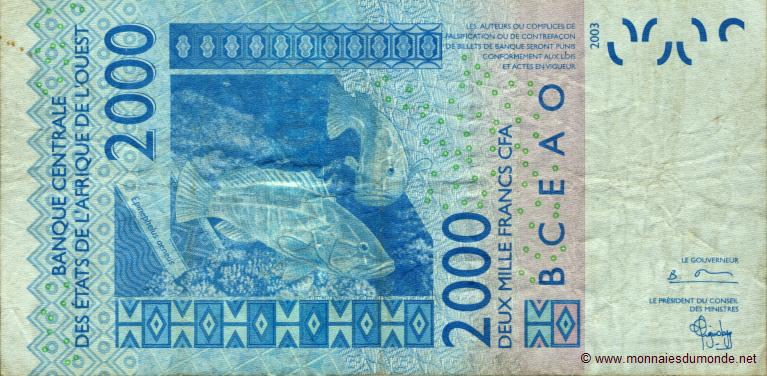 BANQUE CENTRALE
DES ÉTATS DE L'AFRIQUE DE L'OUEST
2000
Epinephelus aeneus
LES AUTEURS OU COMPLICES DE
FALSIFICATION OU DE CONTREFAÇON
DE BILLETS DE BANQUE SERONT PUNIS
CONFORMÉMENT AUX LOIS
ET ACTES EN VIGUEUR
2003
2000
DEUX MILLE FRANCS CFA
BCEAO
LE GOUVERNEUR
LE PRÉSIDENT DU CONSEIL
DES MINISTRES
© www.monnaiesdumonde.net